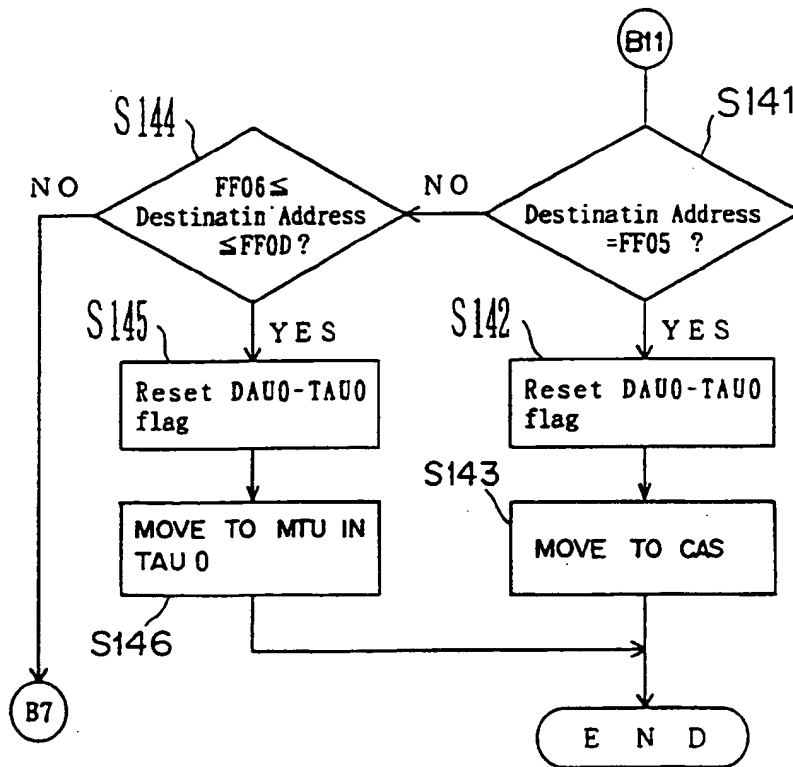 B11
S141
Destinatin Address
=FF05 ?
NO
YES
S142
Reset DAU0-TAU0
flag
S143
MOVE TO CAS
S144
FF06≦
Destinatin Address
≦FF0D?
NO
YES
S145
Reset DAU0-TAU0
flag
MOVE TO MTU IN
TAU 0
S146
B7
END